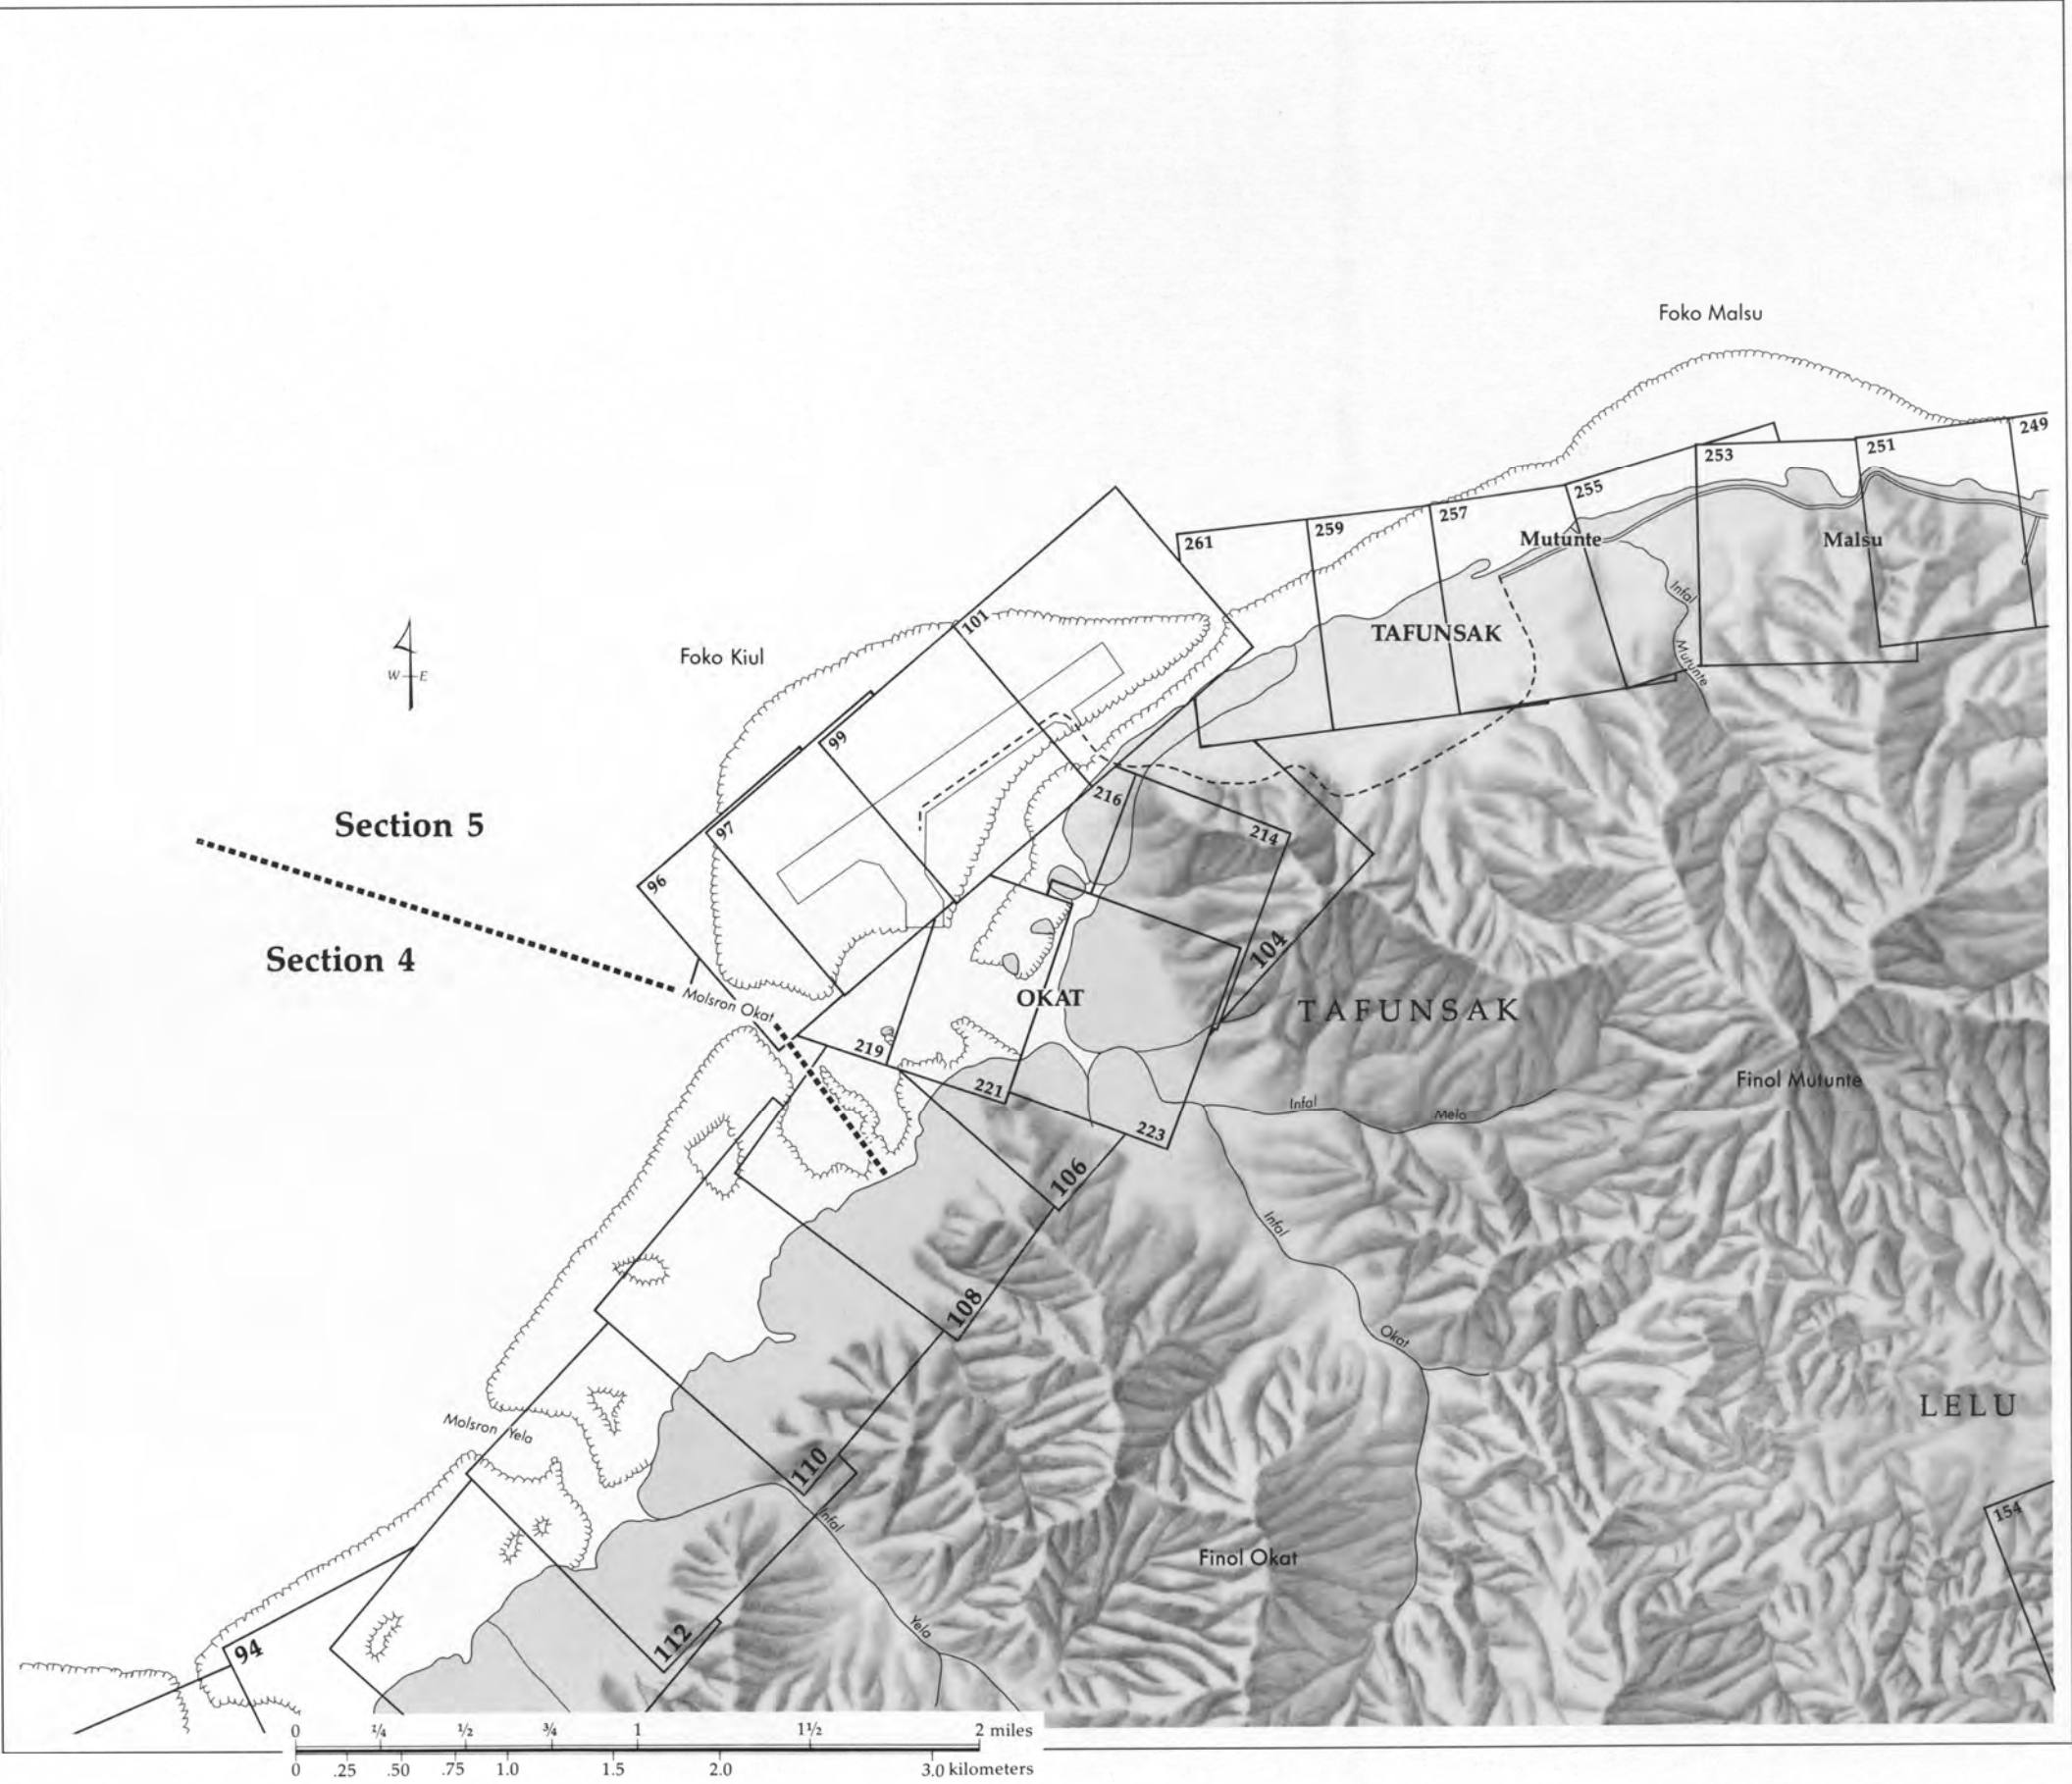 Foko Malsu
249
251
253
255
257
259
261
Mutunte
Malsu
Infal
Mutunte
TAFUNSAK
101
Foko Kiul
W E
99
97
96
216
214
Section 5
Section 4
Molsron Okat
OKAT
104
TAFUNSAK
219
221
223
Infal
Melo
Finol Mutunte
106
Infal
108
Okat
LELU
Molsron Yela
110
Infal
154
Finol Okat
Yela
112
94
0 1/4 1/2 3/4 1 1 1/2 2 miles
0 .25 .50 .75 1.0 1.5 2.0 3.0 kilometers